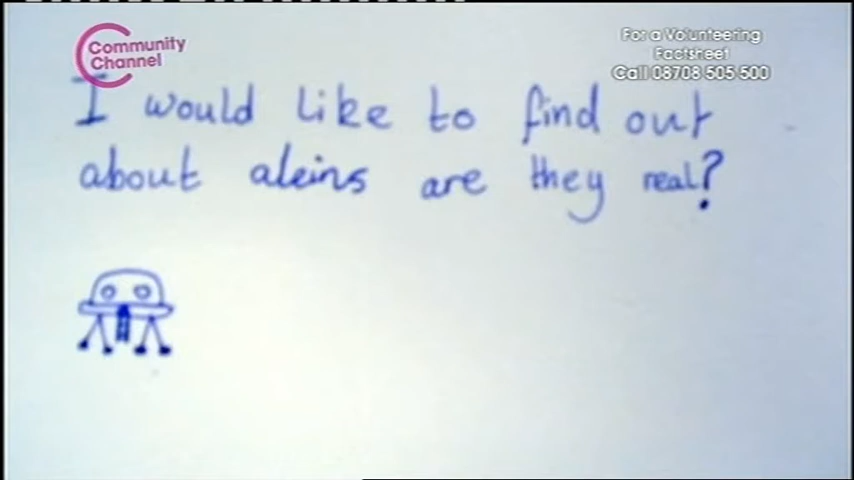 Community
Channel
For a Volunteering
Factsheet
Call 08708 505 500
I would like to find out
about aleins are they real?